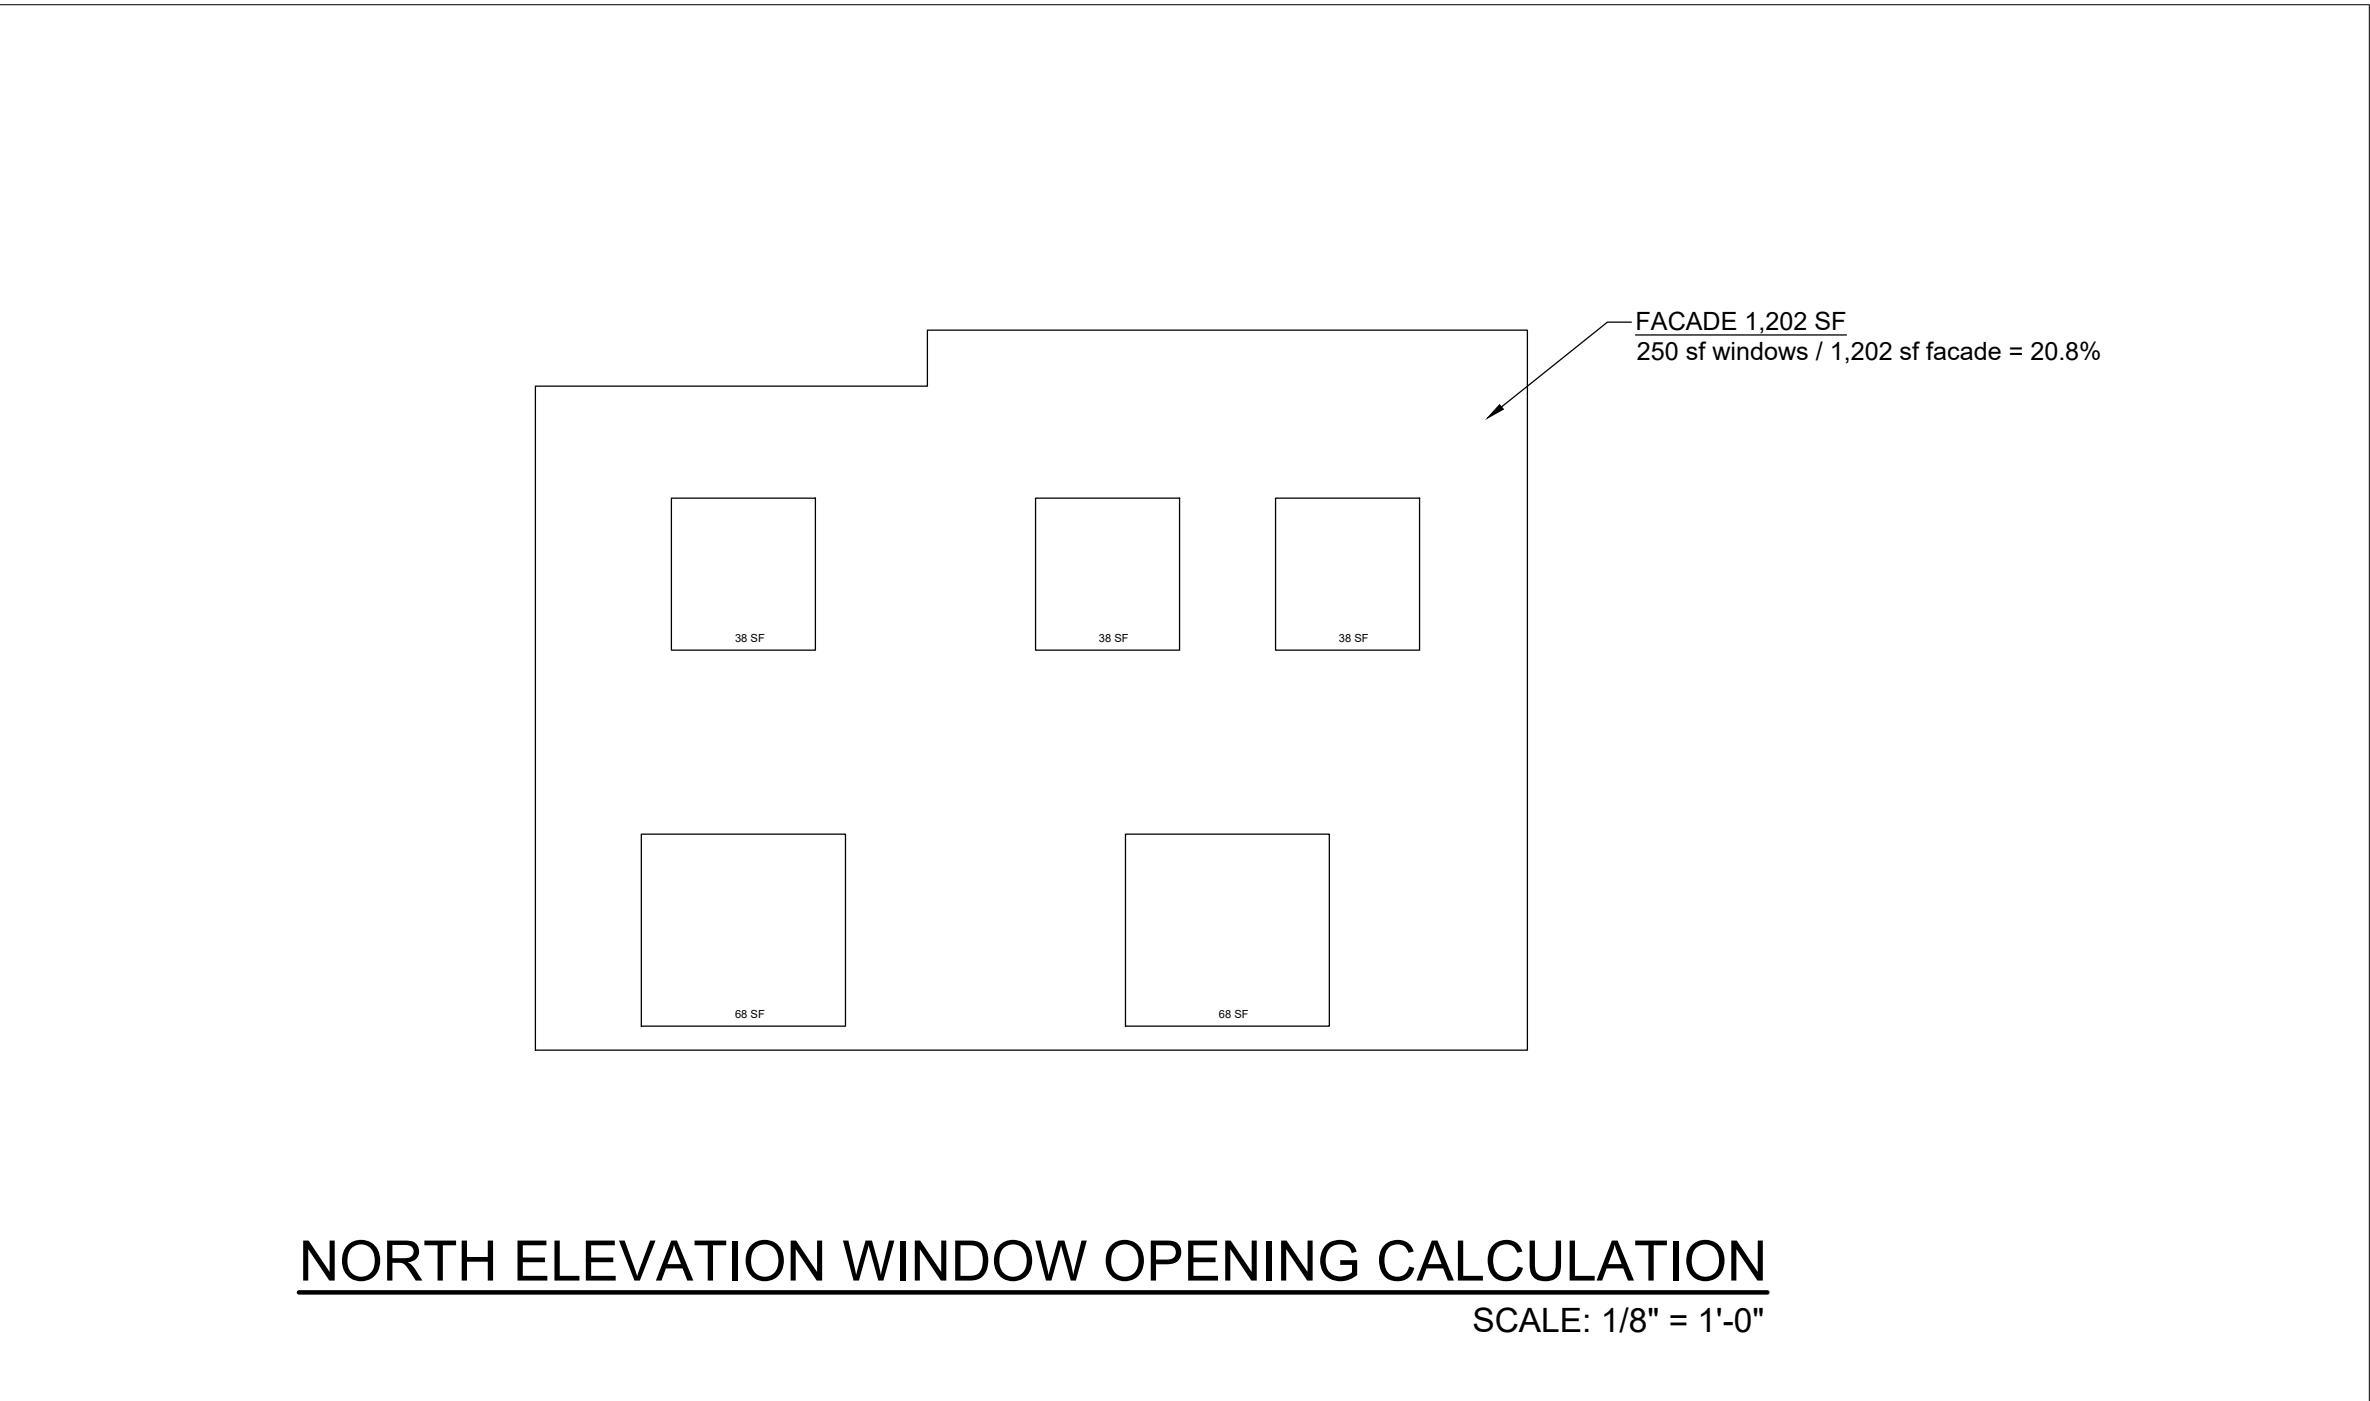 FACADE 1,202 SF
250 sf windows / 1,202 sf facade = 20.8%
38 SF
38 SF
38 SF
68 SF
68 SF
NORTH ELEVATION WINDOW OPENING CALCULATION
SCALE: 1/8" = 1'-0"